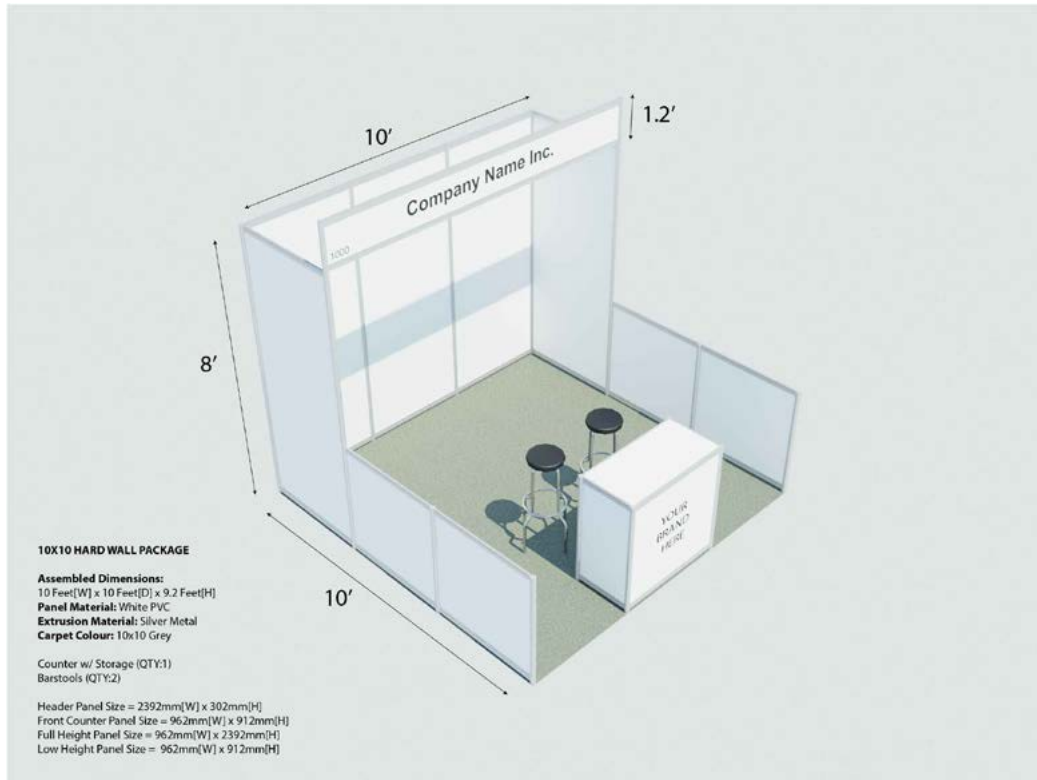 10'
1.2'
Company Name Inc.
1000
8'
YOUR
BRAND
HERE
10'
10X10 HARD WALL PACKAGE
Assembled Dimensions:
10 Feet[W] x 10 Feet[D] x 9.2 Feet[H]
Panel Material: White PVC
Extrusion Material: Silver Metal
Carpet Colour: 10x10 Grey
Counter w/ Storage (QTY:1)
Barstools (QTY:2)
Header Panel Size = 2392mm[W] x 302mm[H]
Front Counter Panel Size = 962mm[W] x 912mm[H]
Full Height Panel Size = 962mm[W] x 2392mm[H]
Low Height Panel Size = 962mm[W] x 912mm[H]